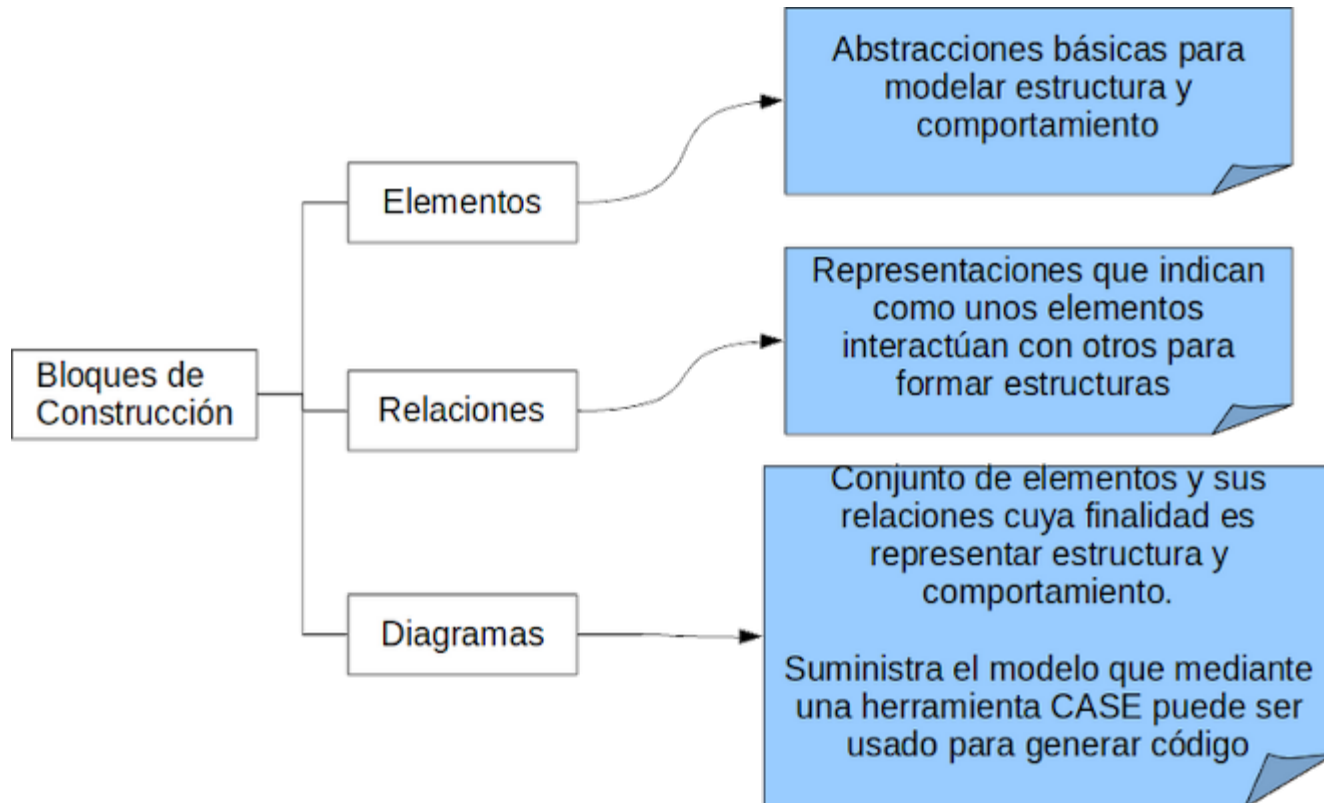 Bloques de
Construcción
Elementos
Abstracciones básicas para
modelar estructura y
comportamiento
Relaciones
Representaciones que indican
como unos elementos
interactúan con otros para
formar estructuras
Diagramas
Conjunto de elementos y sus
relaciones cuya finalidad es
representar estructura y
comportamiento.
Suministra el modelo que mediante
una herramienta CASE puede ser
usado para generar código